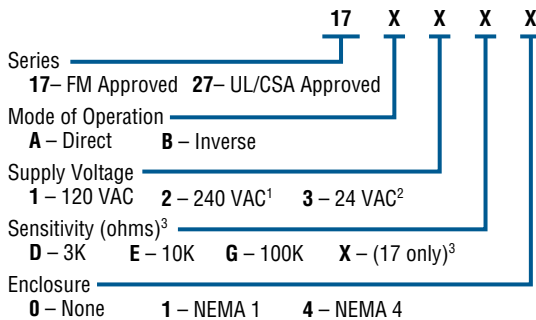 17 X X X X
Series
17– FM Approved 27– UL/CSA Approved
Mode of Operation
A – Direct B – Inverse
Supply Voltage
1 – 120 VAC 2 – 240 VAC¹ 3 – 24 VAC²
Sensitivity (ohms)³
D – 3K E – 10K G – 100K X – (17 only)³
Enclosure
0 – None 1 – NEMA 1 4 – NEMA 4